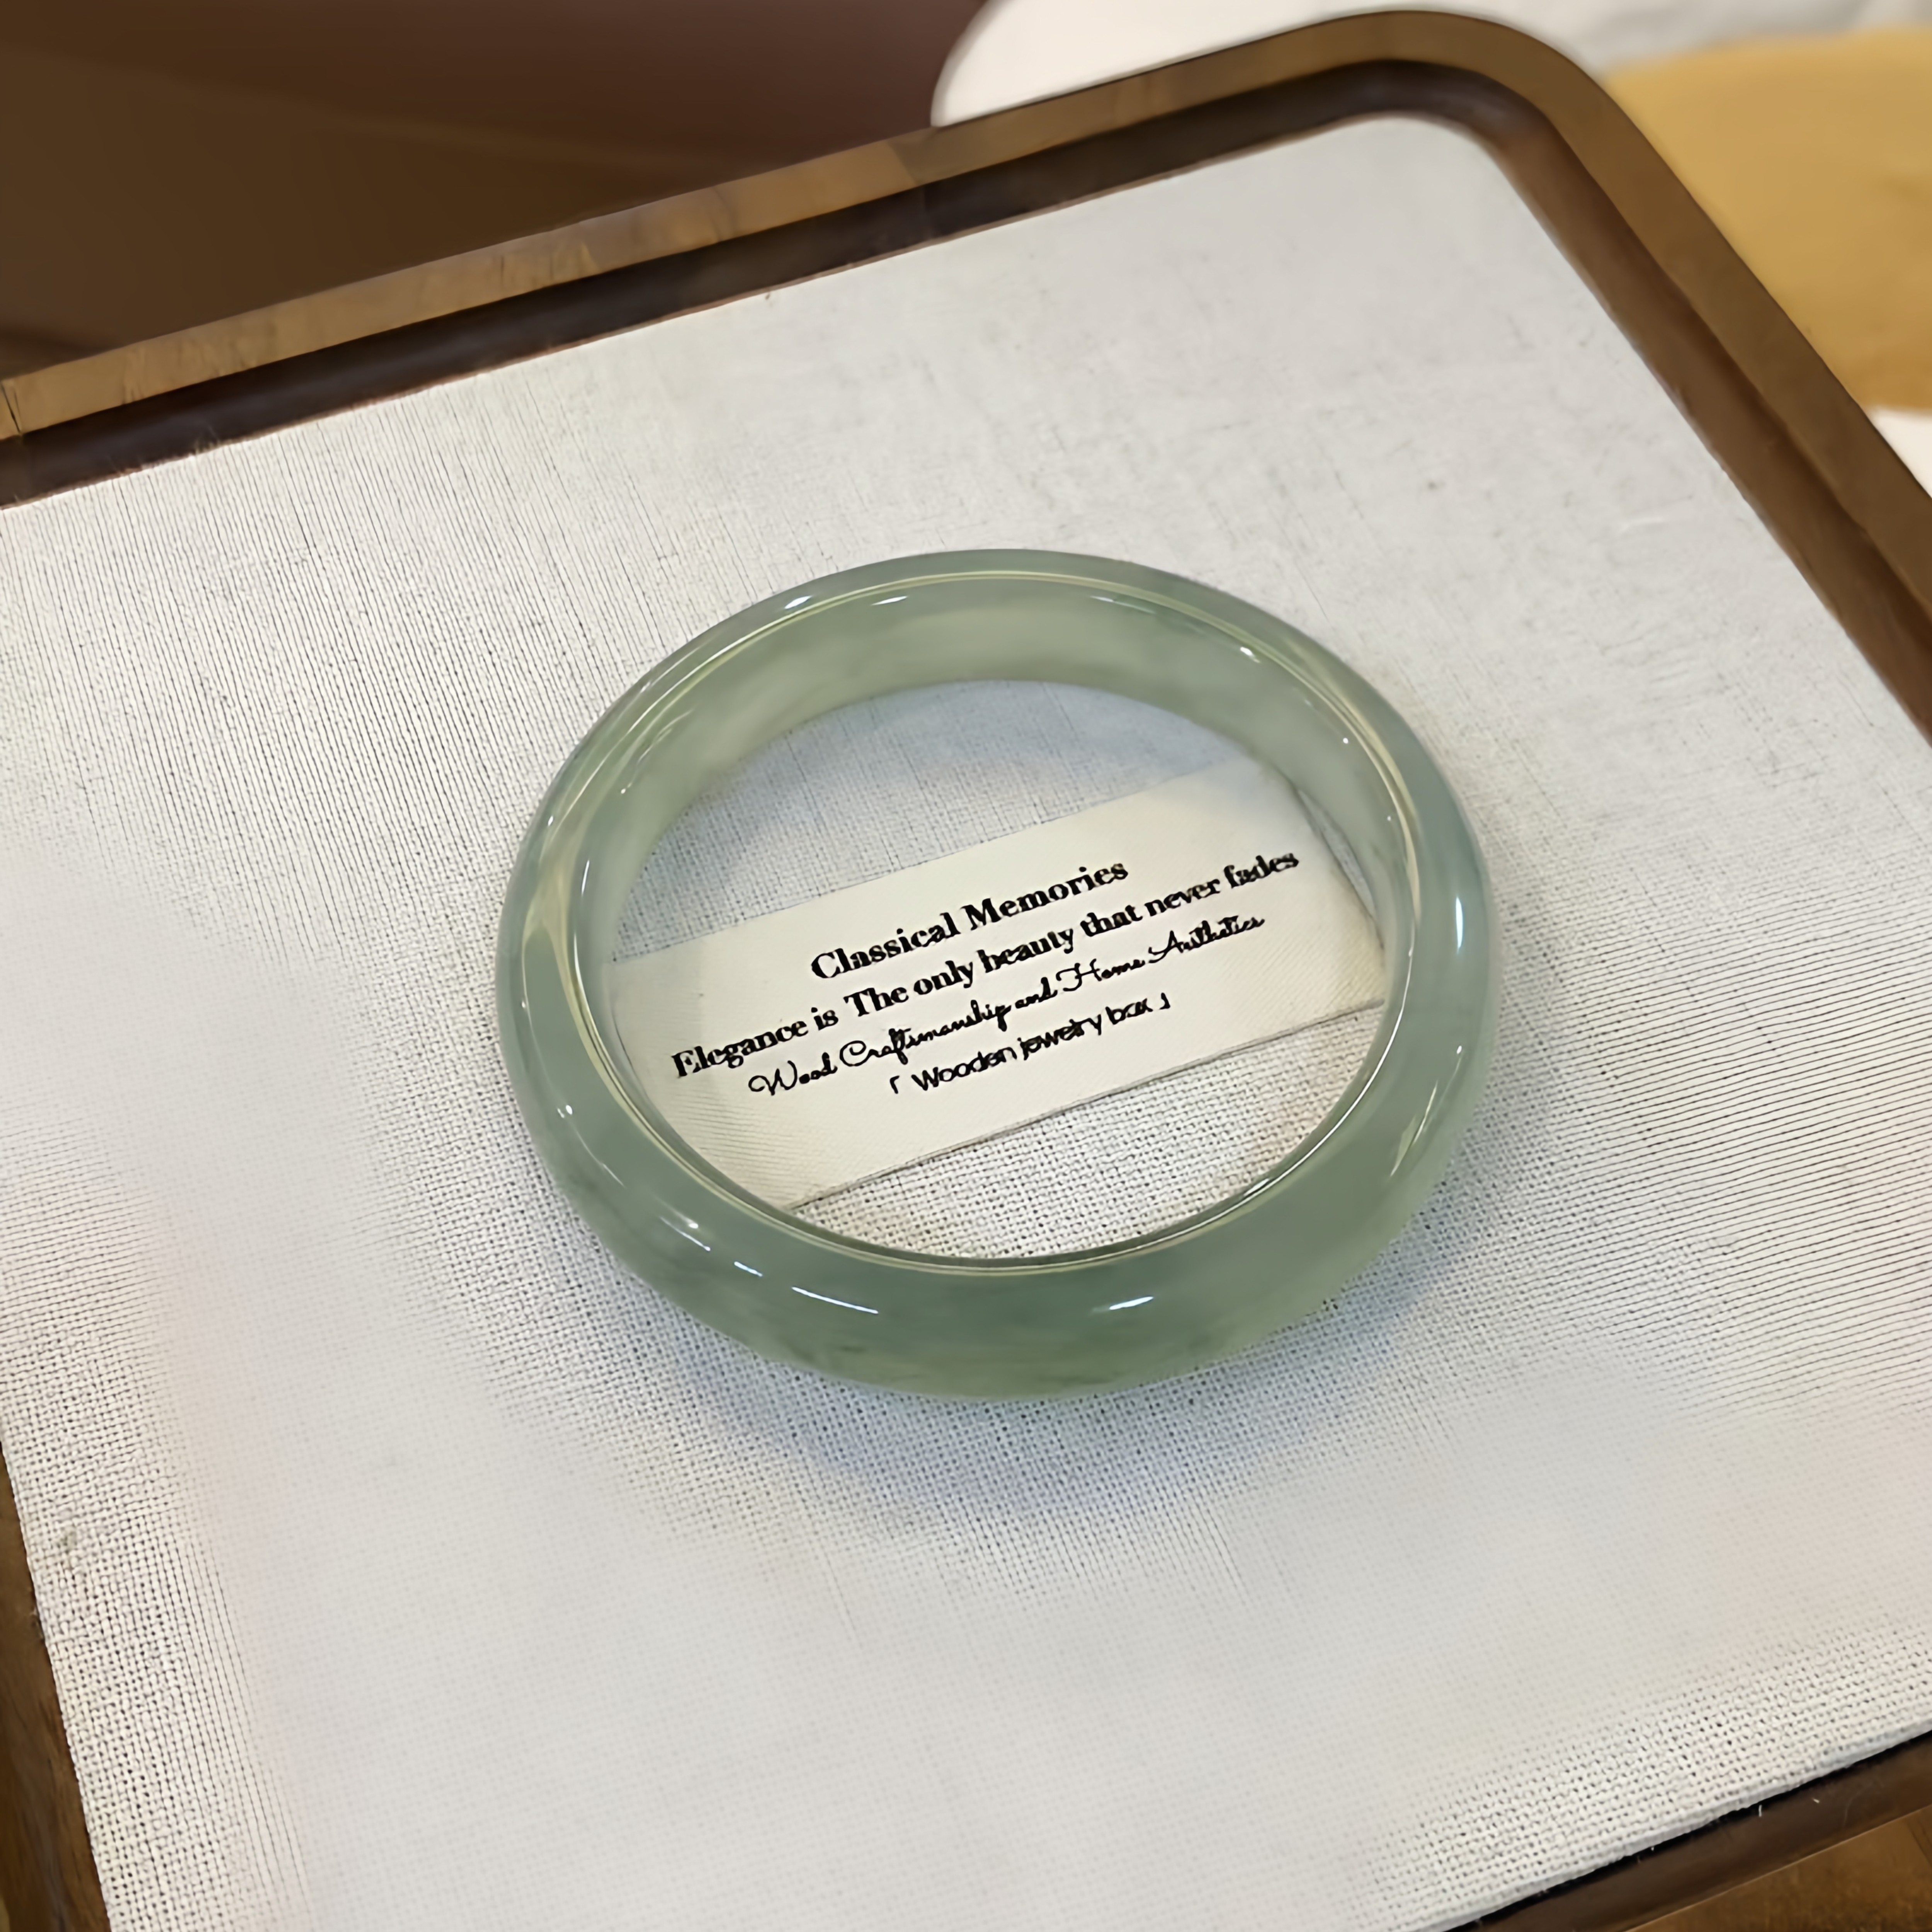 Classical Memories
Elegance is The only beauty that never fades
Wood Craftsmanship and Home Aesthetics
「 Wooden jewelry box 」